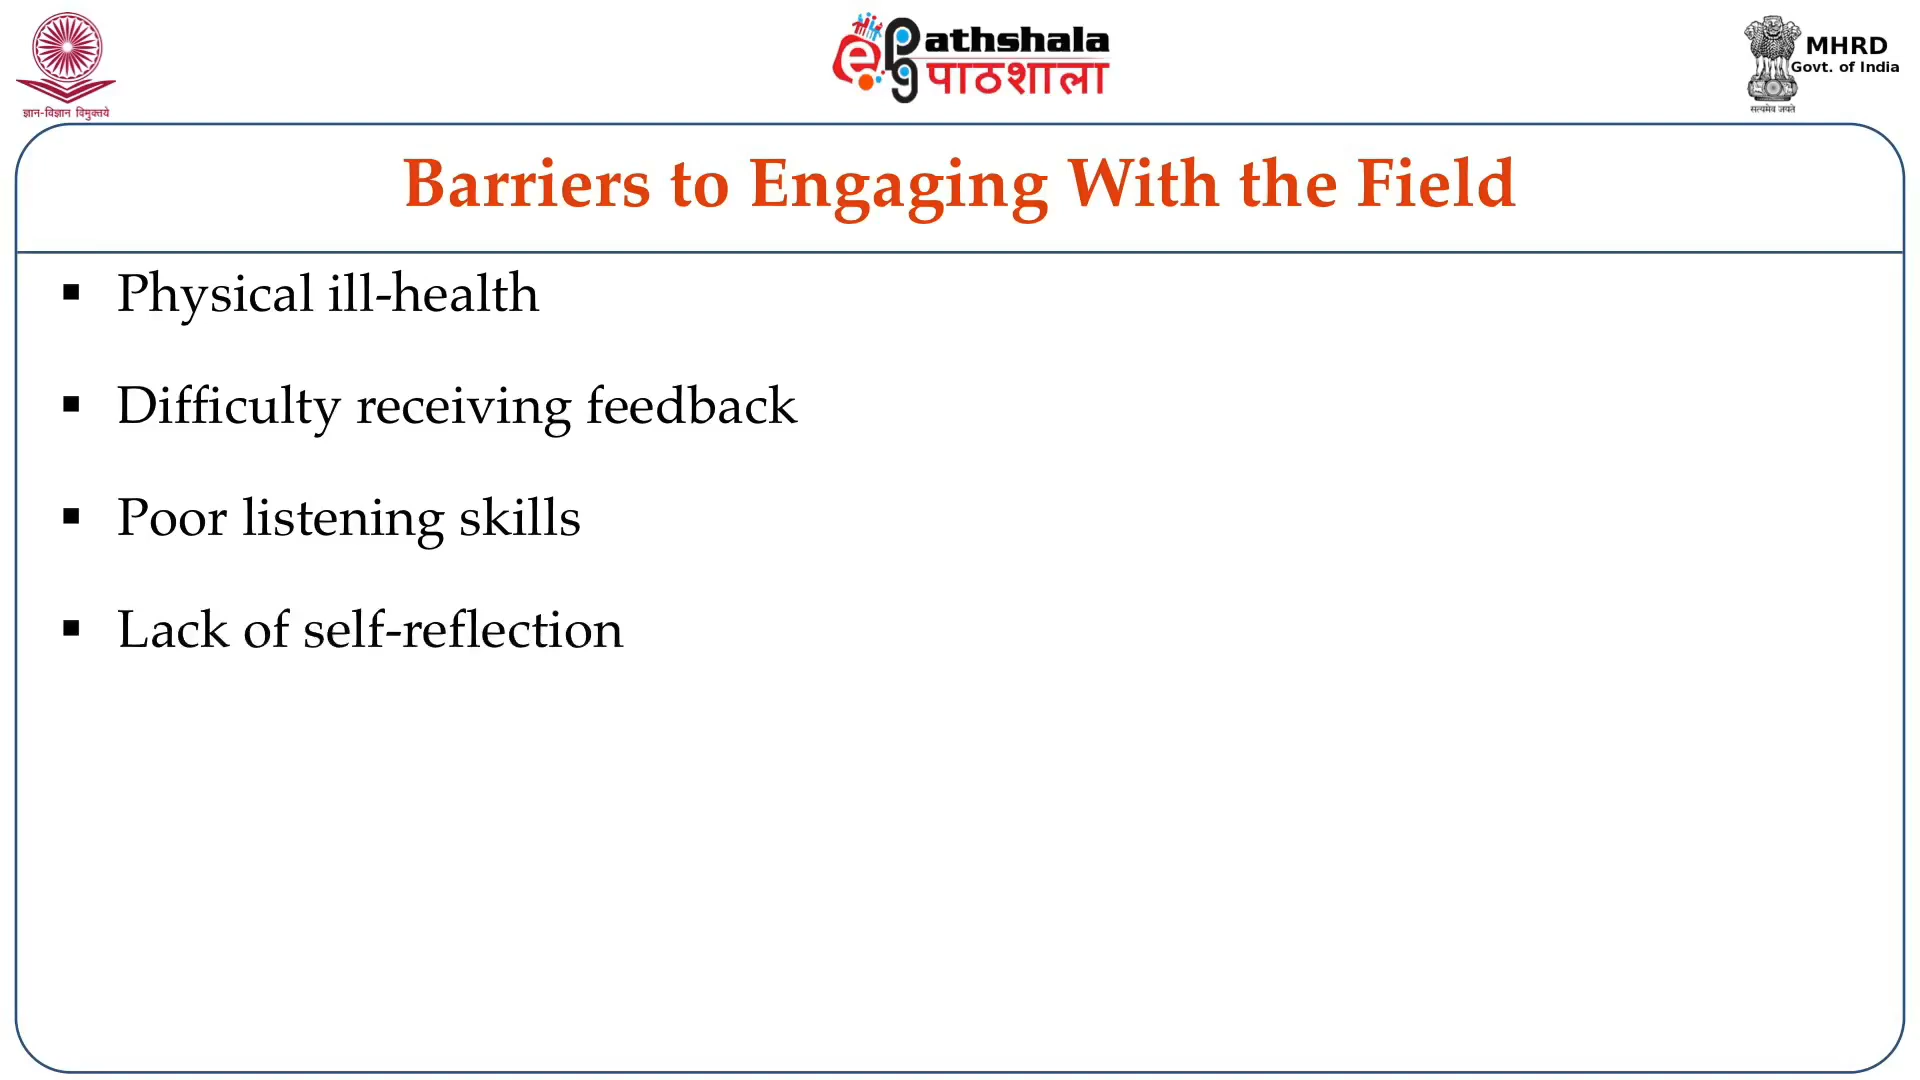 ज्ञान-विज्ञान विमुक्तये
ePathshala
पाठशाला
MHRD
Govt. of India
सत्यमेव जयते
Barriers to Engaging With the Field
▪ Physical ill-health
▪ Difficulty receiving feedback
▪ Poor listening skills
▪ Lack of self-reflection